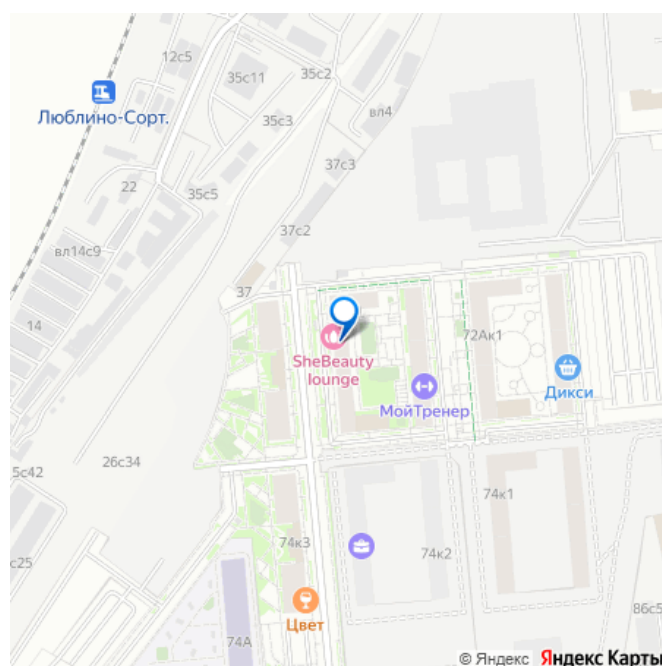 12с5
35с2
35с11
Люблино-Сорт.
35с3
вл4
37с3
22
35с5
37с2
вл14с9
37
14
72Ак1
SheBeauty
lounge
Дикси
МойТренер
5с42
26с34
74к1
74к3
74к2
с25
Цвет
86с5
74А
© Яндекс Яндекс Карты